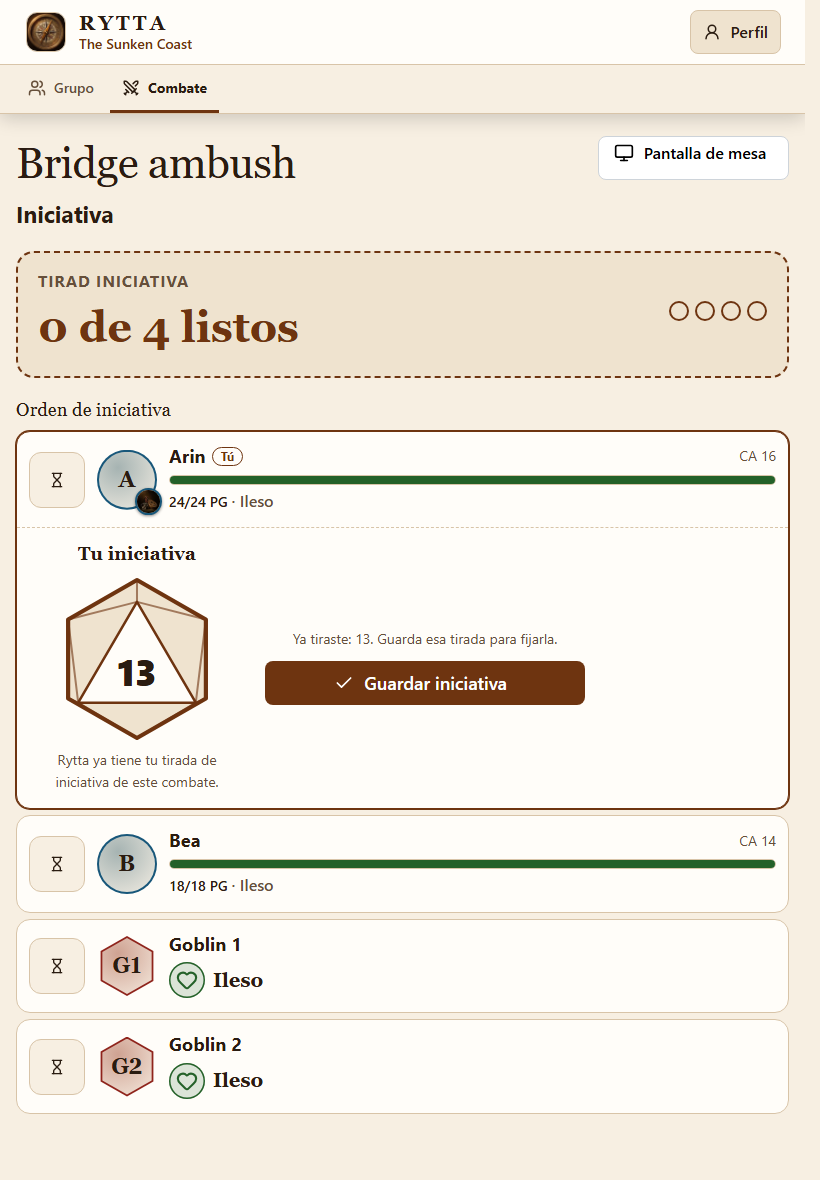 RYTTA
The Sunken Coast
Perfil
Grupo
Combate
Bridge ambush
Pantalla de mesa
Iniciativa
TIRAD INICIATIVA
0 de 4 listos
Orden de iniciativa
A
Arin
Tú
CA 16
24/24 PG · Ileso
Tu iniciativa
13
Ya tiraste: 13. Guarda esa tirada para fijarla.
Guardar iniciativa
Rytta ya tiene tu tirada de
iniciativa de este combate.
B
Bea
CA 14
18/18 PG · Ileso
G1
Goblin 1
Ileso
G2
Goblin 2
Ileso